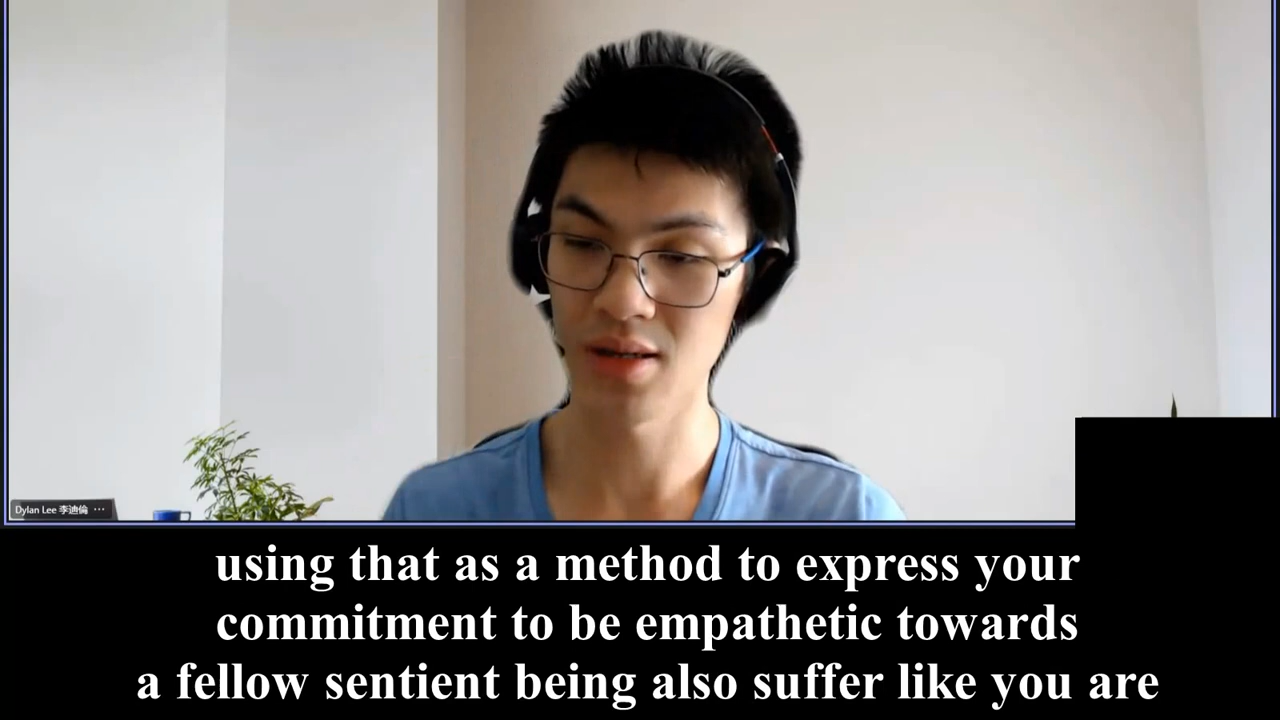 Dylan Lee 李迪倫 ...
using that as a method to express your
commitment to be empathetic towards
a fellow sentient being also suffer like you are